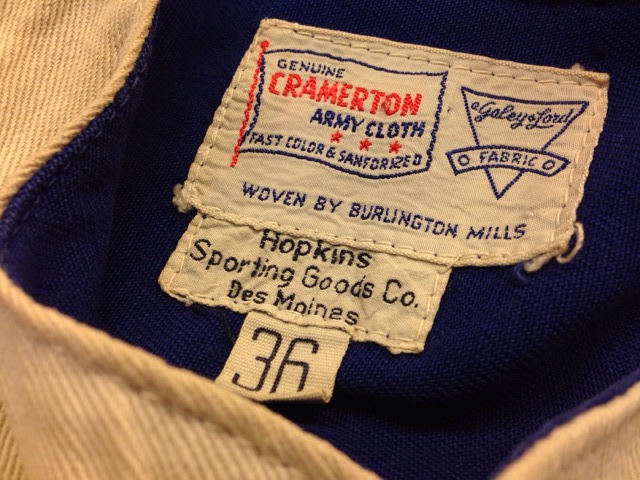 GENUINE
CRAMERTON
ARMY CLOTH
FAST COLOR & SANFORIZED
a Galey & Lord
FABRIC
WOVEN BY BURLINGTON MILLS
Hopkins
Sporting Goods Co.
Des Moines
36